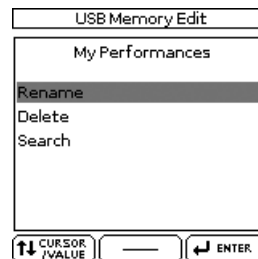 USB Memory Edit
My Performances
Rename
Delete
Search
CURSOR
/VALUE
ENTER